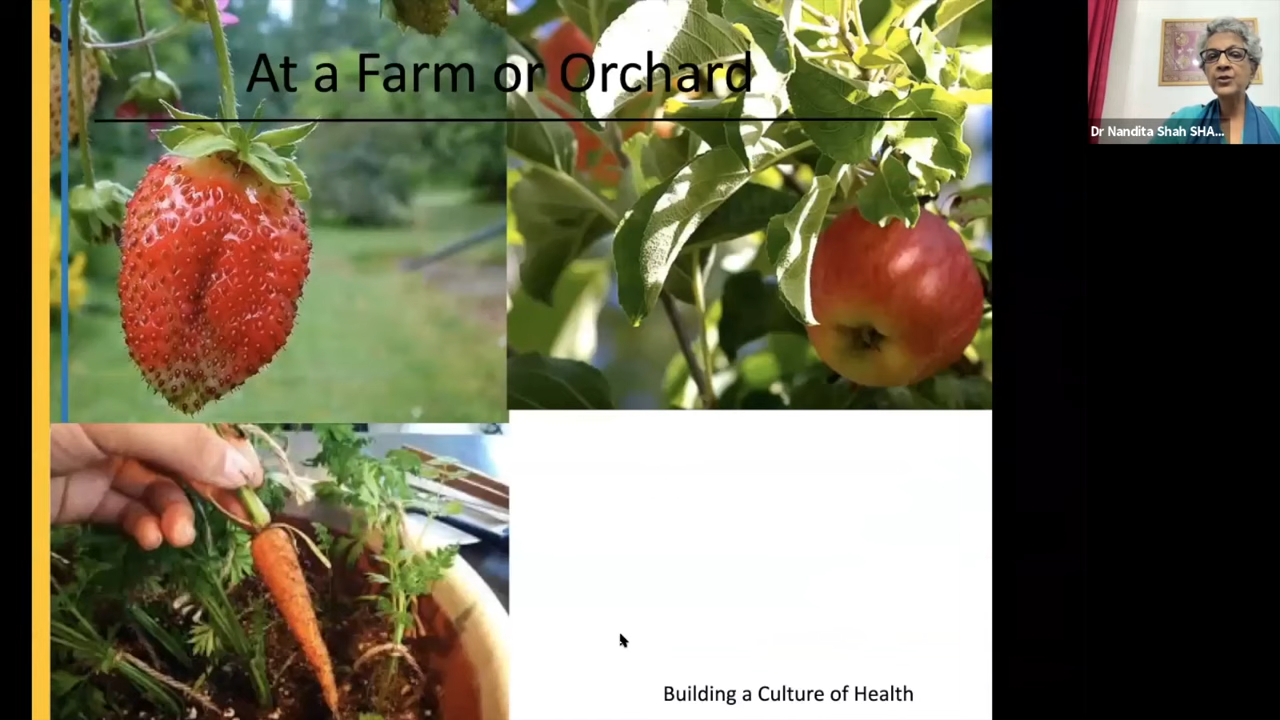 At a Farm or Orchard
Dr Nandita Shah SHA...
Building a Culture of Health